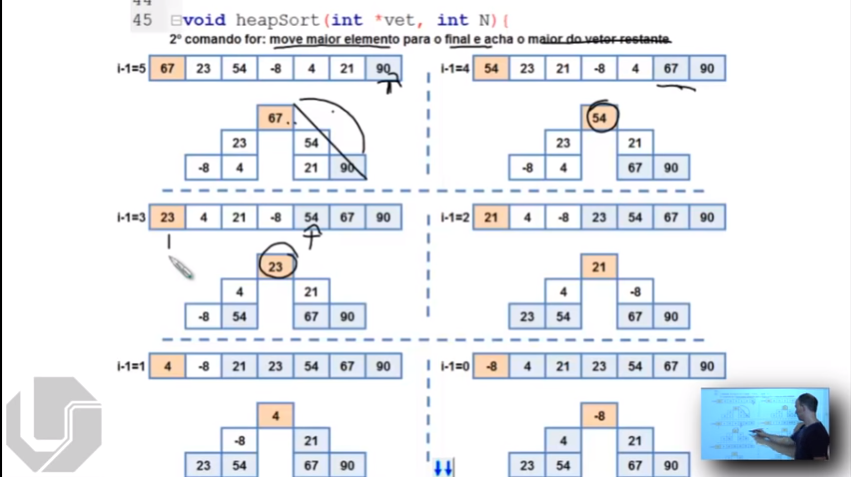 44
45 void heapSort(int *vet, int N){
2º comando for: move maior elemento para o final e acha o maior do vetor restante
i-1=5 67 23 54 -8 4 21 90
67
23 54
-8 4 21 90
i-1=4 54 23 21 -8 4 67 90
54
23 21
-8 4 67 90
i-1=3 23 4 21 -8 54 67 90
23
4 21
-8 54 67 90
i-1=2 21 4 -8 23 54 67 90
21
4 -8
23 54 67 90
i-1=1 4 -8 21 23 54 67 90
4
-8 21
23 54 67 90
i-1=0 -8 4 21 23 54 67 90
-8
4 21
23 54 67 90